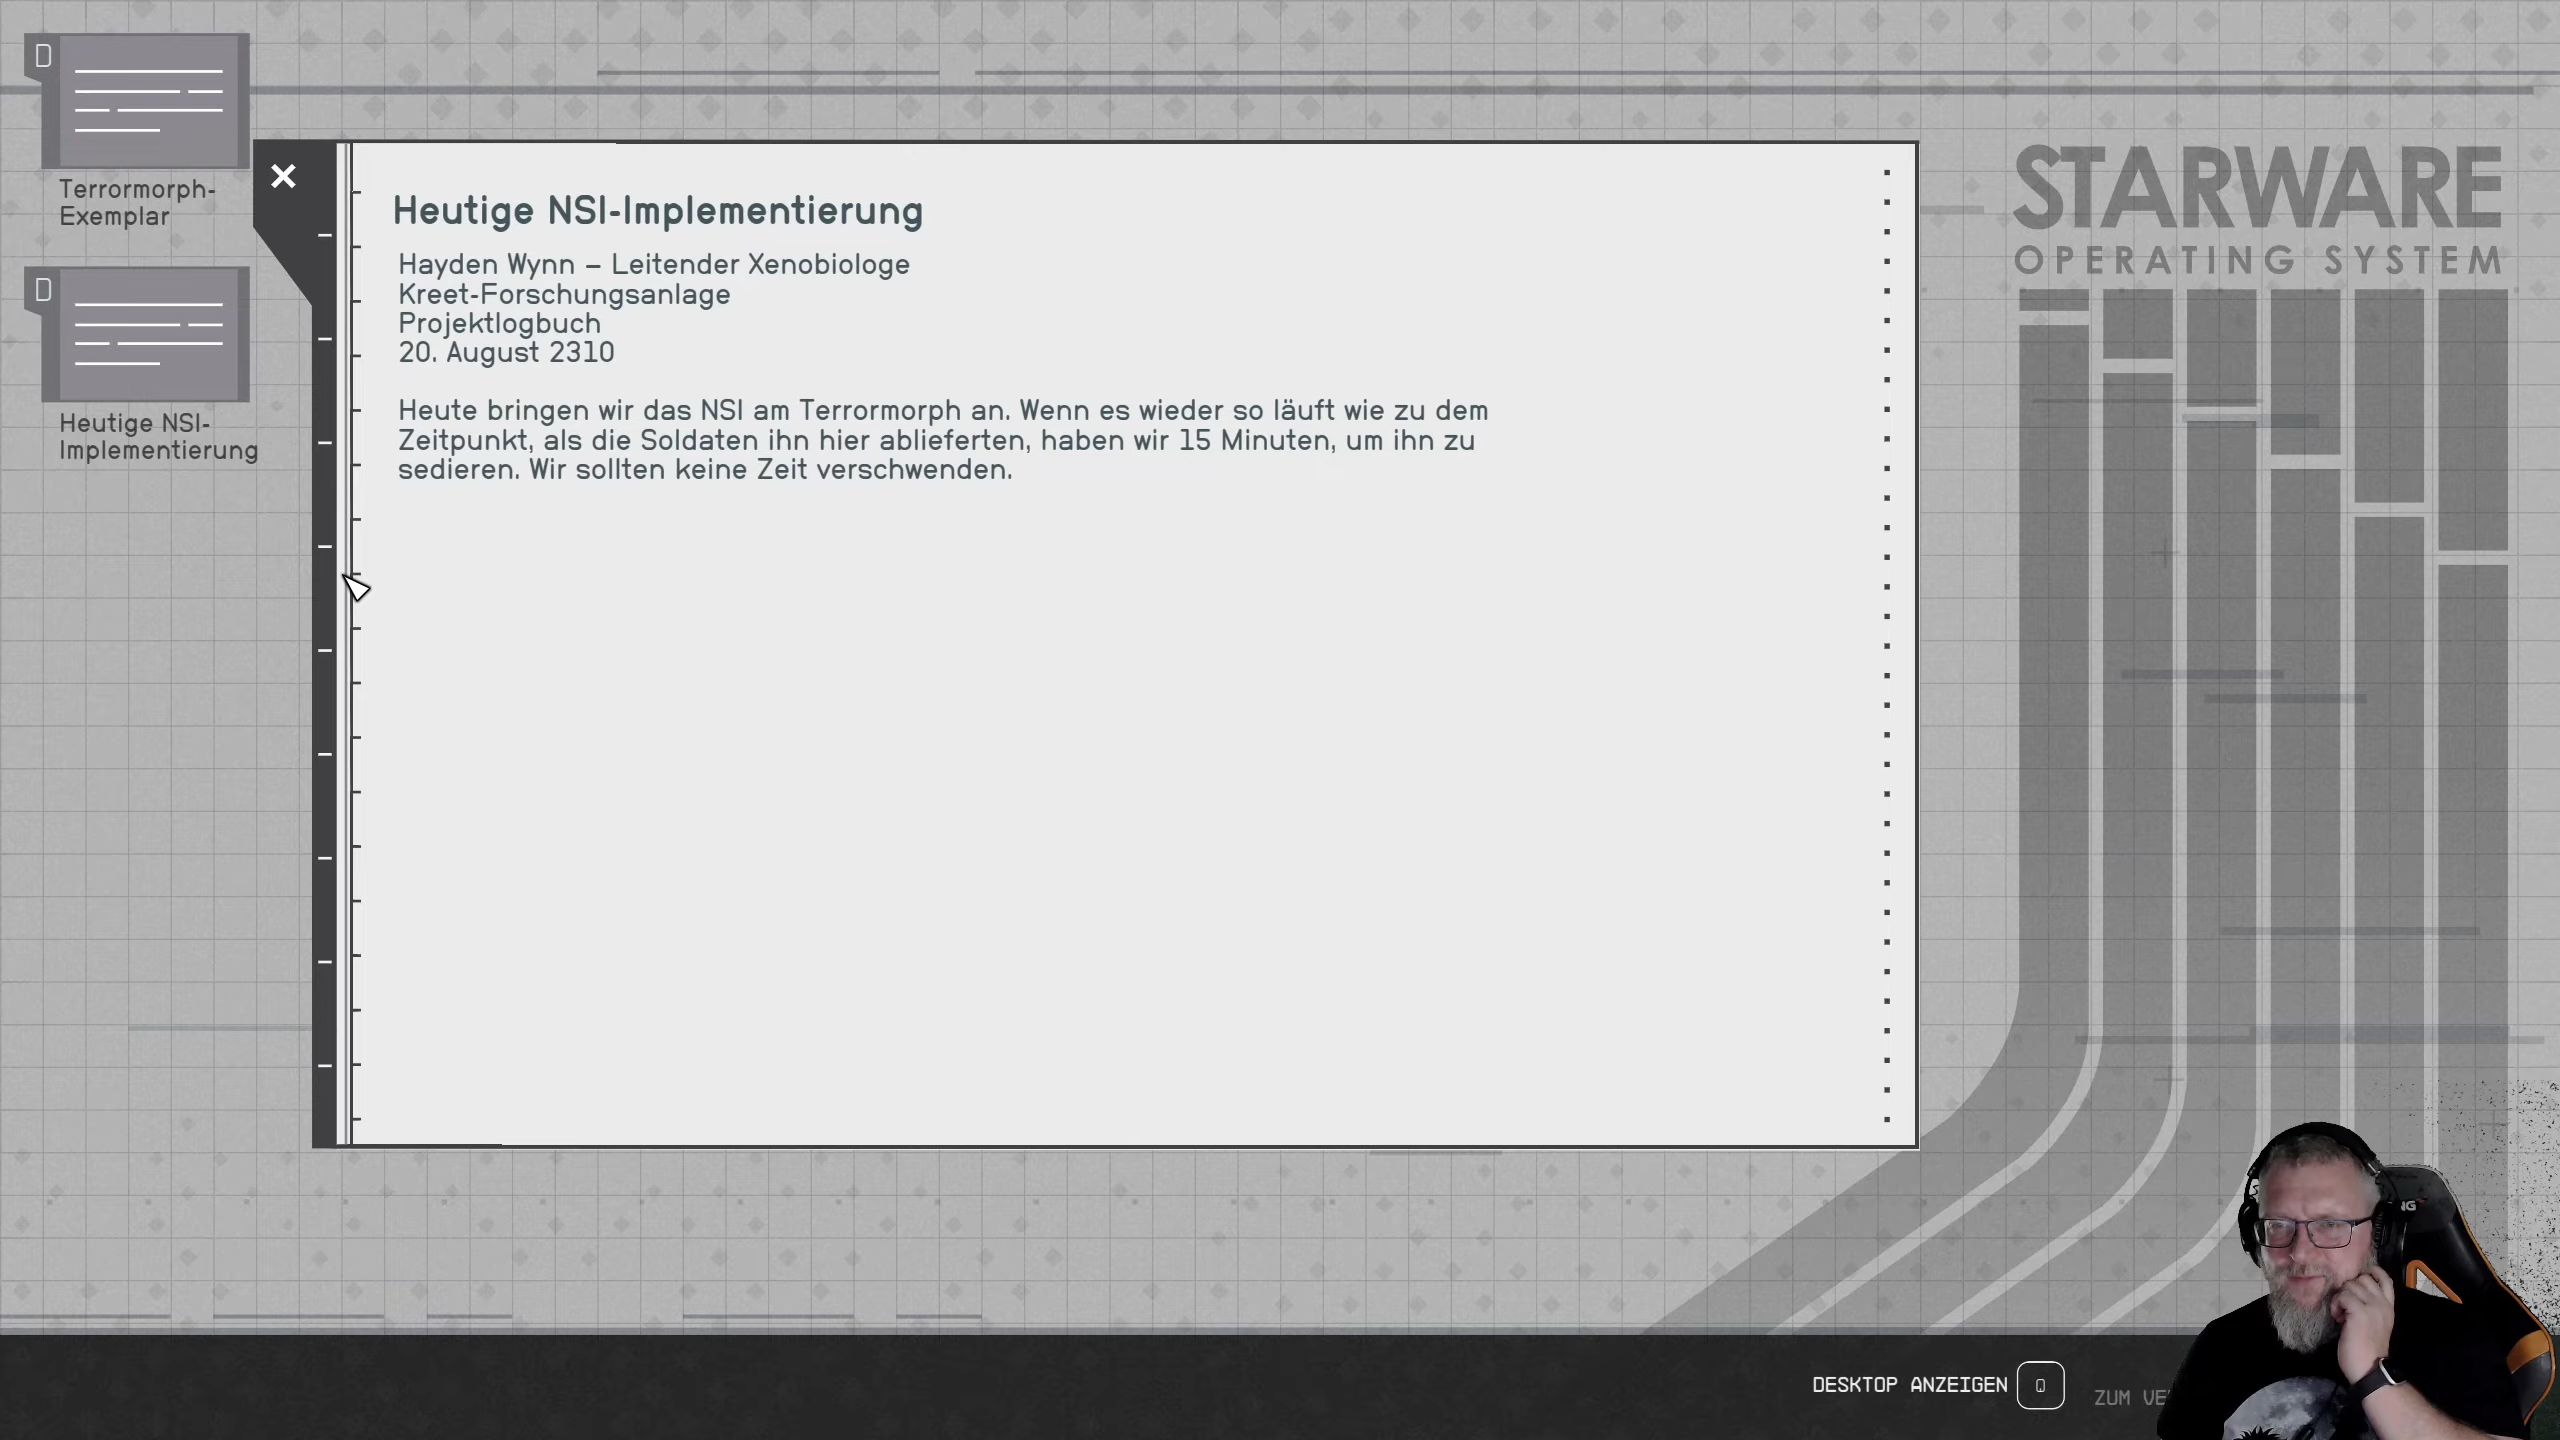 Terrormorph-
Exemplar
Heutige NSI-
Implementierung
Heutige NSI-Implementierung
Hayden Wynn – Leitender Xenobiologe
Kreet-Forschungsanlage
Projektlogbuch
20. August 2310
Heute bringen wir das NSI am Terrormorph an. Wenn es wieder so läuft wie zu dem
Zeitpunkt, als die Soldaten ihn hier ablieferten, haben wir 15 Minuten, um ihn zu
sedieren. Wir sollten keine Zeit verschwenden.
STARWARE
OPERATING SYSTEM
DESKTOP ANZEIGEN
ZUM